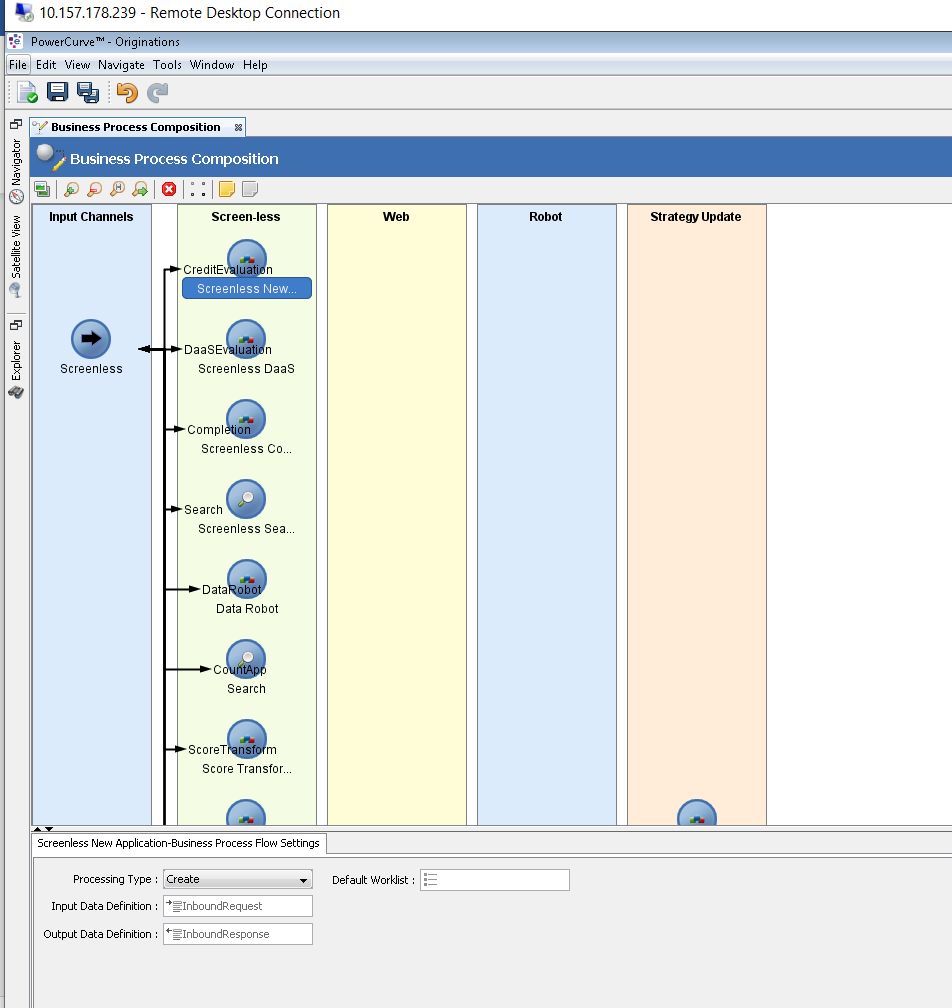 10.157.178.239 - Remote Desktop Connection
PowerCurve™ - Originations
File Edit View Navigate Tools Window Help
Business Process Composition
Business Process Composition
Navigator
Satellite View
Explorer
Input Channels Screen-less Web Robot Strategy Update
CreditEvaluation
Screenless New...
Screenless
DaaSEvaluation
Screenless DaaS
Completion
Screenless Co...
Search
Screenless Sea...
DataRobot
Data Robot
CountApp
Search
ScoreTransform
Score Transfor...
Screenless New Application-Business Process Flow Settings
Processing Type : Create Default Worklist :
Input Data Definition : InboundRequest
Output Data Definition : InboundResponse